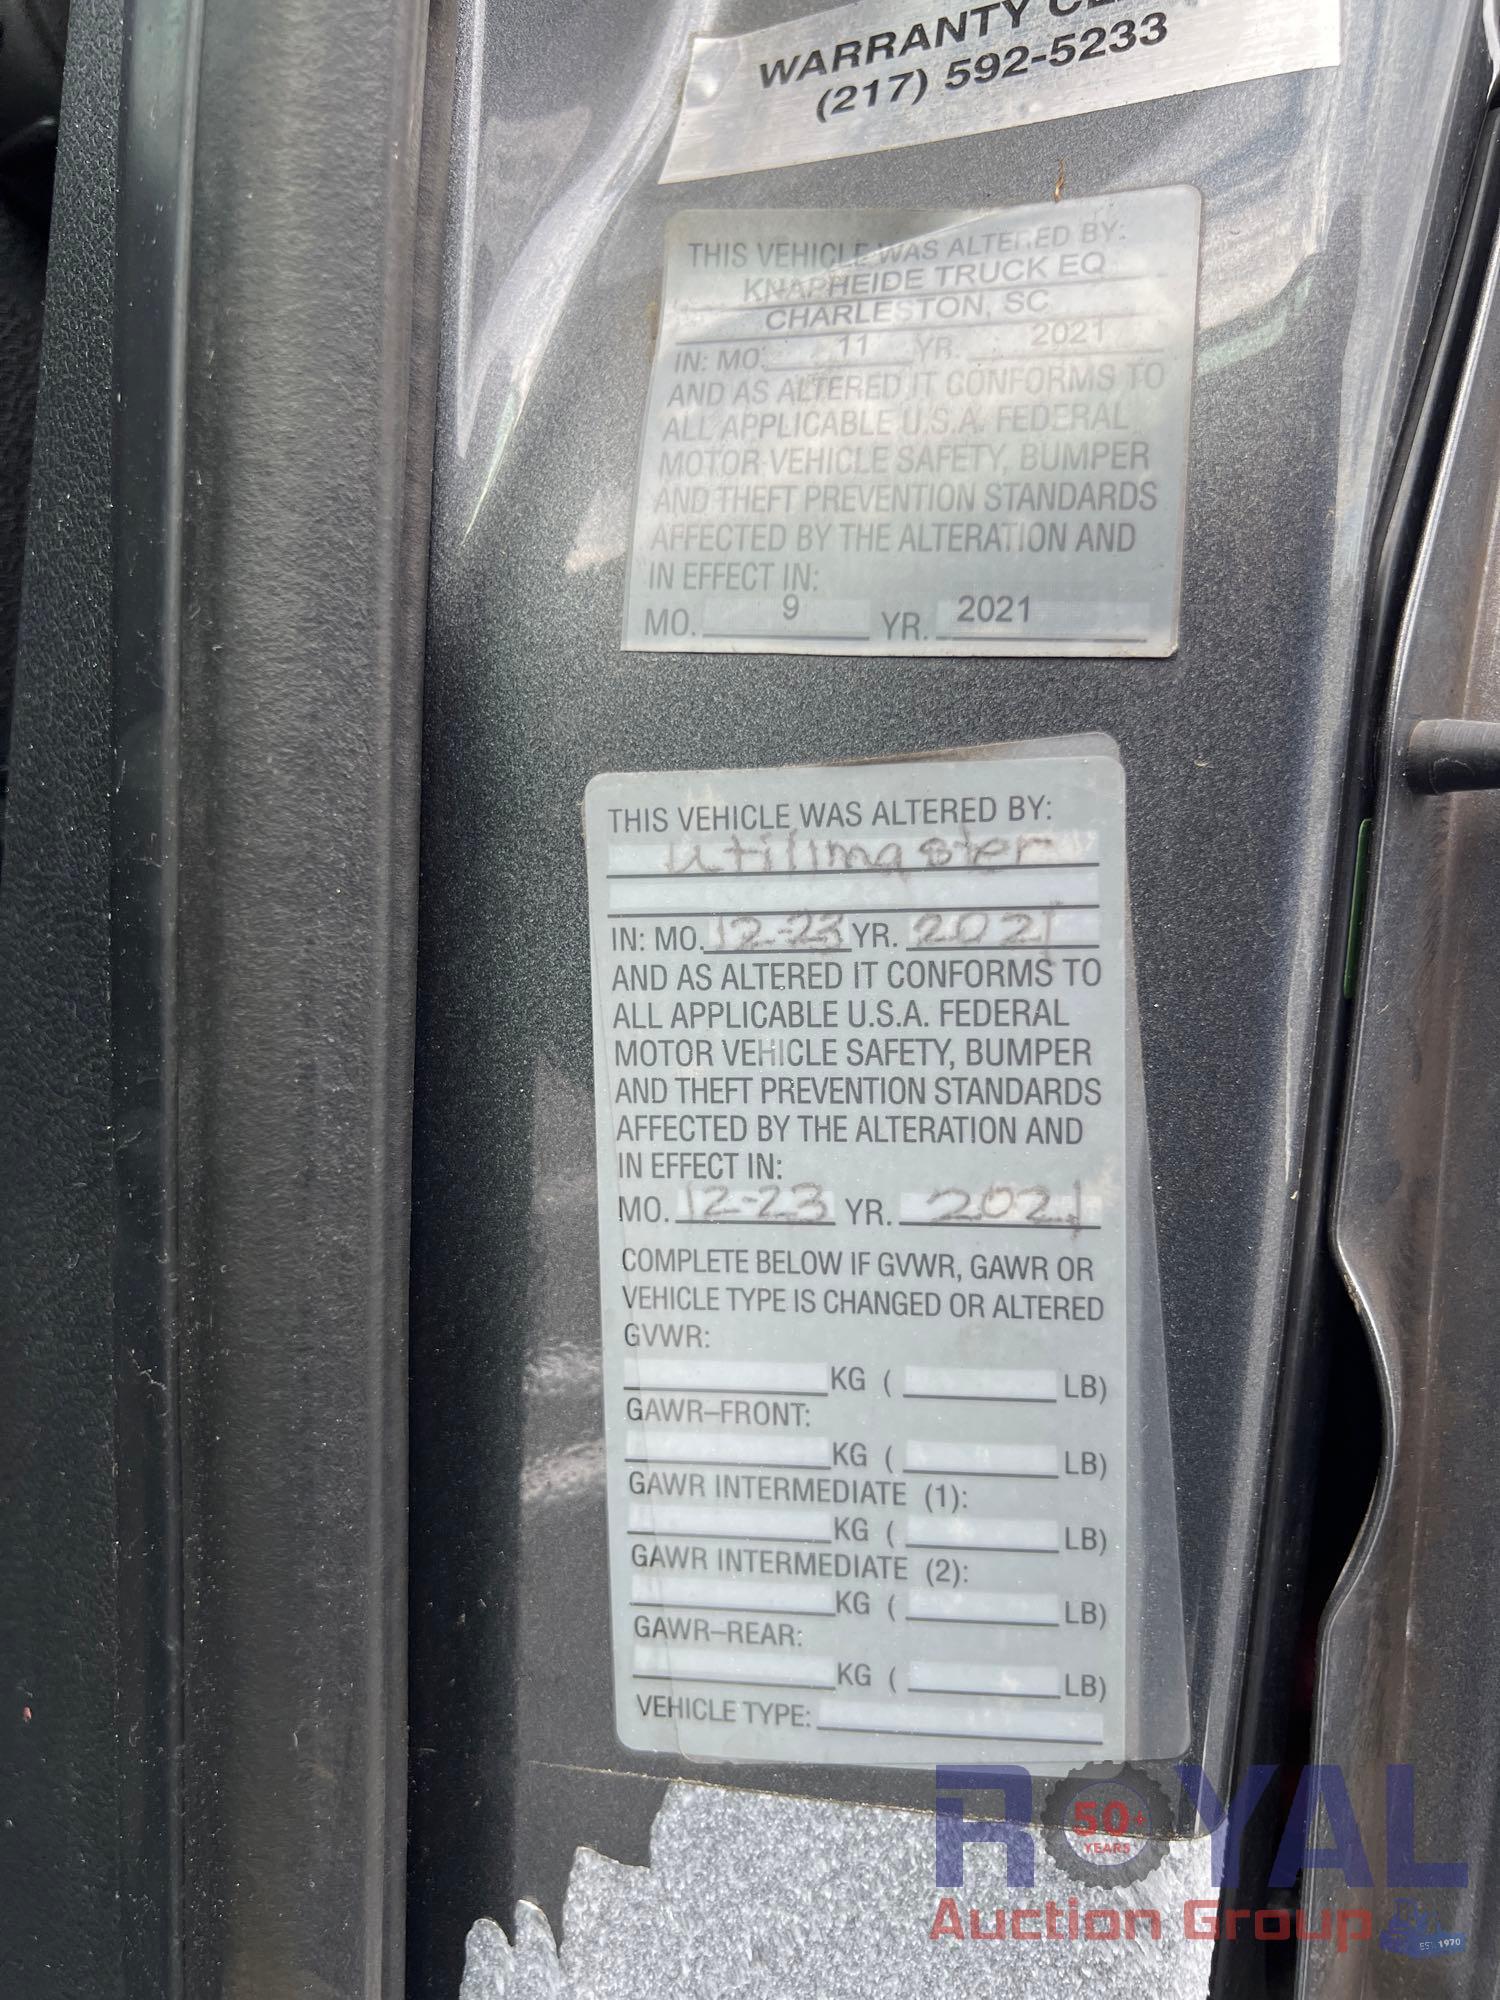 WARRANTY
(217) 592-5233
THIS VEHICLE WAS ALTERED BY:
KNAPHEIDE TRUCK EQ
CHARLESTON, SC
IN: MO. 11 YR. 2021
AND AS ALTERED IT CONFORMS TO
ALL APPLICABLE U.S.A. FEDERAL
MOTOR VEHICLE SAFETY, BUMPER
AND THEFT PREVENTION STANDARDS
AFFECTED BY THE ALTERATION AND
IN EFFECT IN:
MO. 9 YR. 2021
THIS VEHICLE WAS ALTERED BY:
utilimaster
IN: MO. 12-23 YR. 2021
AND AS ALTERED IT CONFORMS TO
ALL APPLICABLE U.S.A. FEDERAL
MOTOR VEHICLE SAFETY, BUMPER
AND THEFT PREVENTION STANDARDS
AFFECTED BY THE ALTERATION AND
IN EFFECT IN:
MO. 12-23 YR. 2021
COMPLETE BELOW IF GVWR, GAWR OR
VEHICLE TYPE IS CHANGED OR ALTERED
GVWR:
KG ( LB)
GAWR–FRONT:
KG ( LB)
GAWR INTERMEDIATE (1):
KG ( LB)
GAWR INTERMEDIATE (2):
KG ( LB)
GAWR–REAR:
KG ( LB)
VEHICLE TYPE:
ROYAL
50+
YEARS
Auction Group
EST. 1970